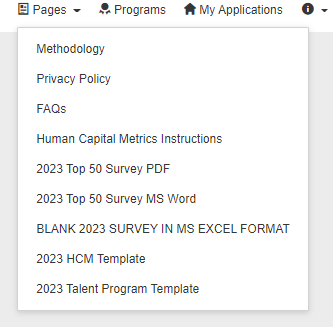 Pages Programs My Applications
Methodology
Privacy Policy
FAQs
Human Capital Metrics Instructions
2023 Top 50 Survey PDF
2023 Top 50 Survey MS Word
BLANK 2023 SURVEY IN MS EXCEL FORMAT
2023 HCM Template
2023 Talent Program Template